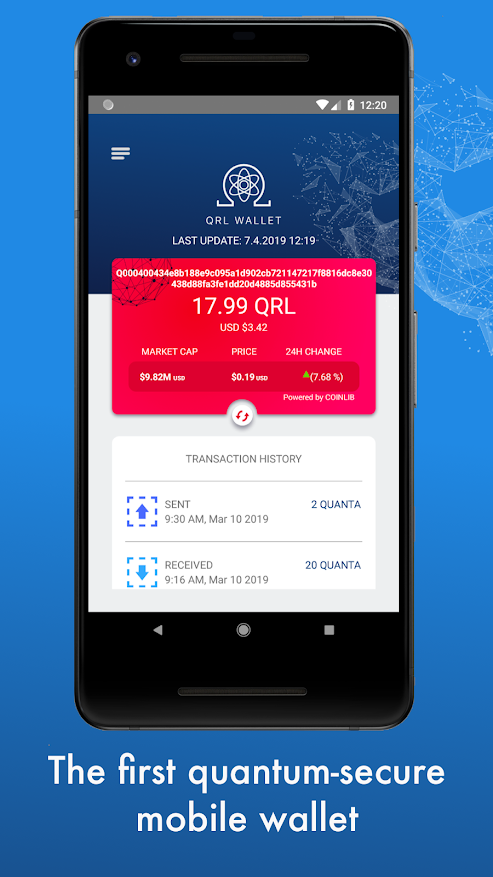 12:20
QRL WALLET
LAST UPDATE: 7.4.2019 12:19
Q000400434e8b188e9c095a1d902cb721147217f8816dc8e30
438d88fa3fe1dd20d4885d855431b
17.99 QRL
USD $3.42
MARKET CAP PRICE 24H CHANGE
$9.82M USD $0.19 USD (7.68 %)
Powered by COINLIB
TRANSACTION HISTORY
SENT 2 QUANTA
9:30 AM, Mar 10 2019
RECEIVED 20 QUANTA
9:16 AM, Mar 10 2019
The first quantum-secure
mobile wallet